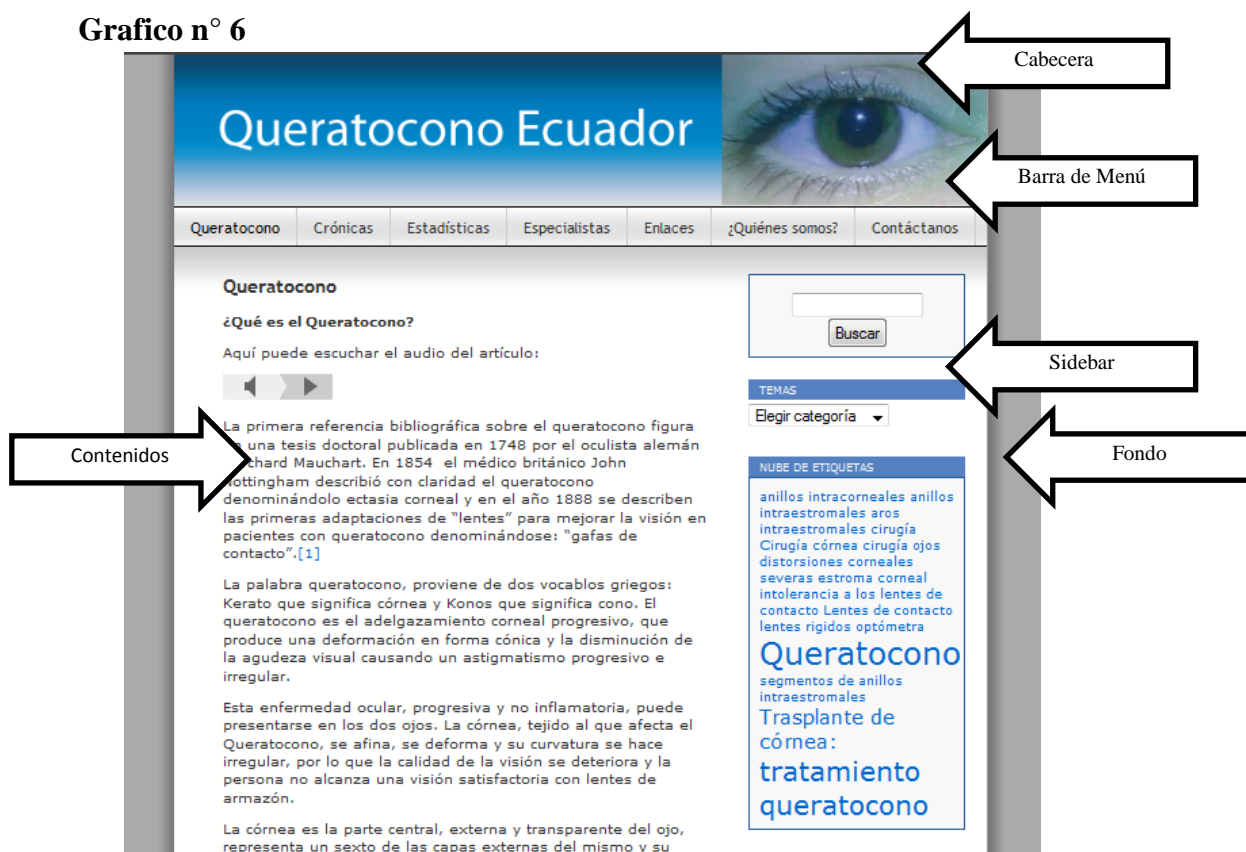 Grafico n° 6
Cabecera
Queratocono Ecuador
Barra de Menú
Queratocono Crónicas Estadísticas Especialistas Enlaces ¿Quiénes somos? Contáctanos
Queratocono
¿Qué es el Queratocono?
Aquí puede escuchar el audio del artículo:
La primera referencia bibliográfica sobre el queratocono figura
una tesis doctoral publicada en 1748 por el oculista alemán
Mauchart. En 1854 el médico británico John
Nottingham describió con claridad el queratocono
denominándolo ectasia corneal y en el año 1888 se describen
las primeras adaptaciones de “lentes” para mejorar la visión en
pacientes con queratocono denominándose: “gafas de
contacto”.[1]
La palabra queratocono, proviene de dos vocablos griegos:
Kerato que significa córnea y Konos que significa cono. El
queratocono es el adelgazamiento corneal progresivo, que
produce una deformación en forma cónica y la disminución de
la agudeza visual causando un astigmatismo progresivo e
irregular.
Esta enfermedad ocular, progresiva y no inflamatoria, puede
presentarse en los dos ojos. La córnea, tejido al que afecta el
Queratocono, se afina, se deforma y su curvatura se hace
irregular, por lo que la calidad de la visión se deteriora y la
persona no alcanza una visión satisfactoria con lentes de
armazón.
La córnea es la parte central, externa y transparente del ojo,
representa un sexto de las capas externas del mismo y su
Contenidos
Buscar
Sidebar
TEMAS
Elegir categoría
Fondo
NUBE DE ETIQUETAS
anillos intracorneales anillos
intraestromales aros
intraestromales cirugía
Cirugía córnea cirugía ojos
distorsiones corneales
severas estroma corneal
intolerancia a los lentes de
contacto Lentes de contacto
lentes rigidos optómetra
Queratocono
segmentos de anillos
intraestromales
Trasplante de
córnea:
tratamiento
queratocono